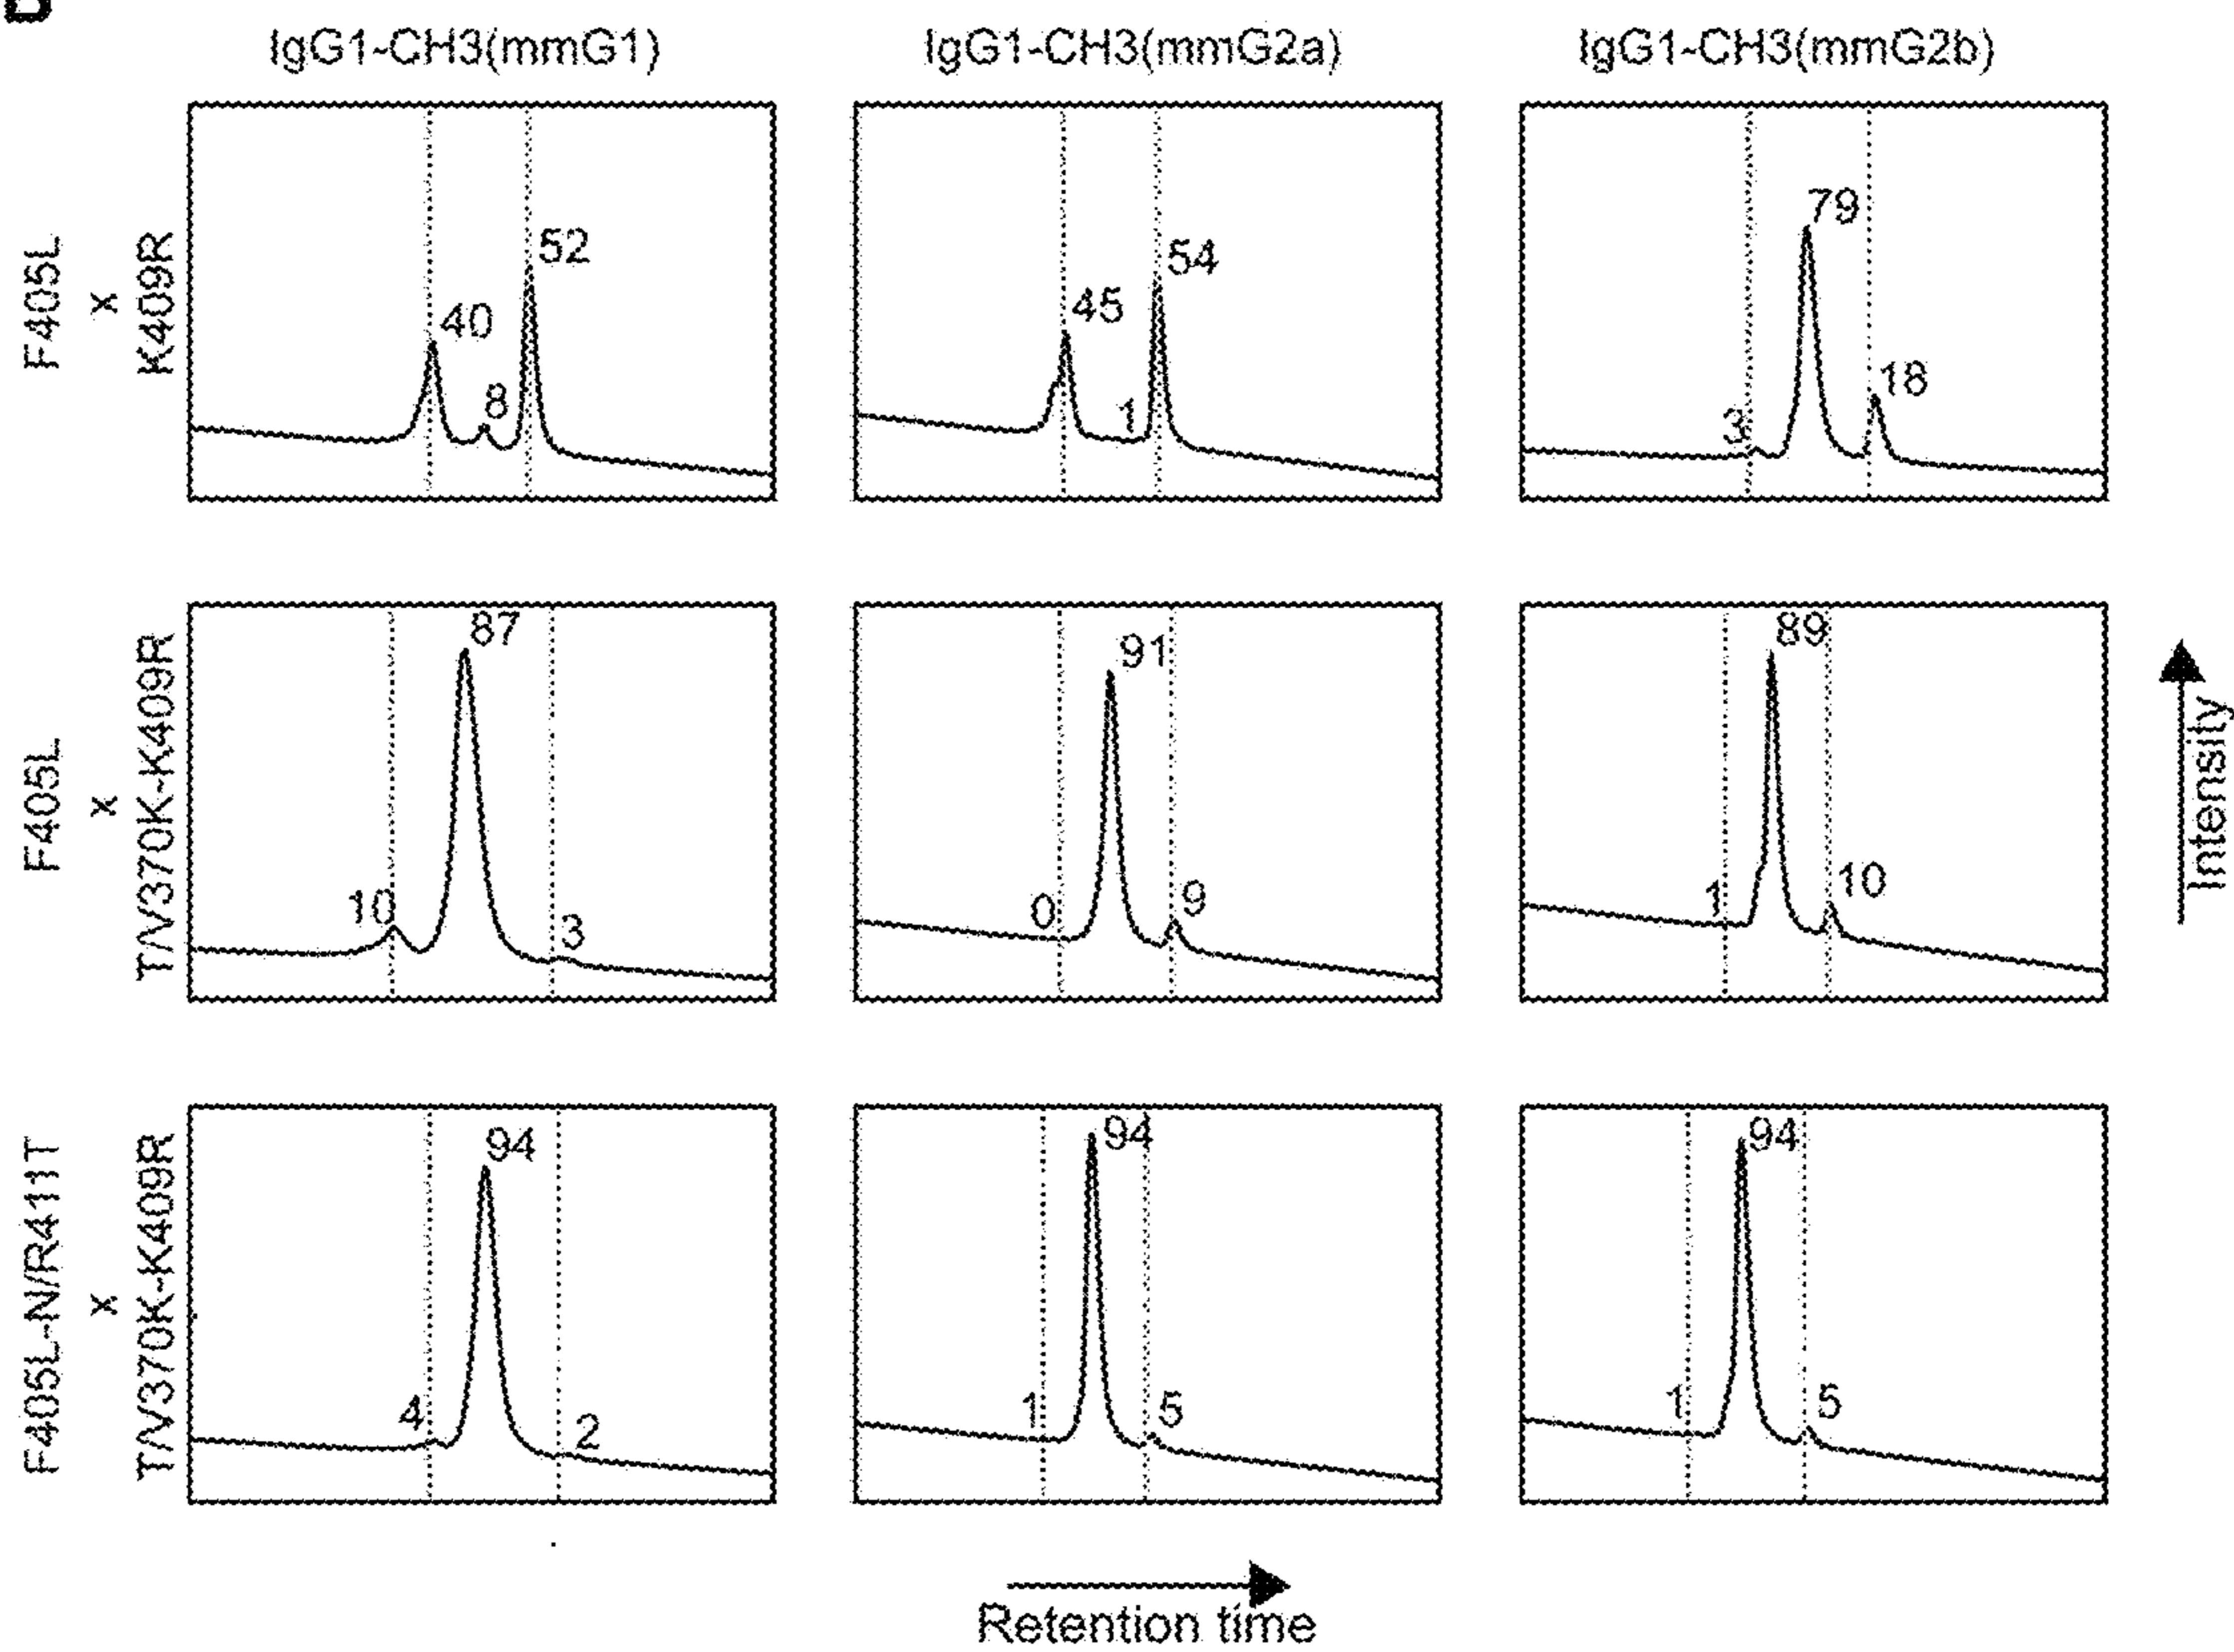 IgG1-CH3(mmG1)
IgG1-CH3(mmG2a)
IgG1-CH3(mmG2b)
F405L
x
K409R
40
8
52
45
1
54
3
79
18
F405L
x
T/V370K-K409R
10
87
3
0
91
9
1
89
10
F405L-N/R411T
x
T/V370K-K409R
4
94
2
1
94
5
1
94
5
Intensity
Retention time